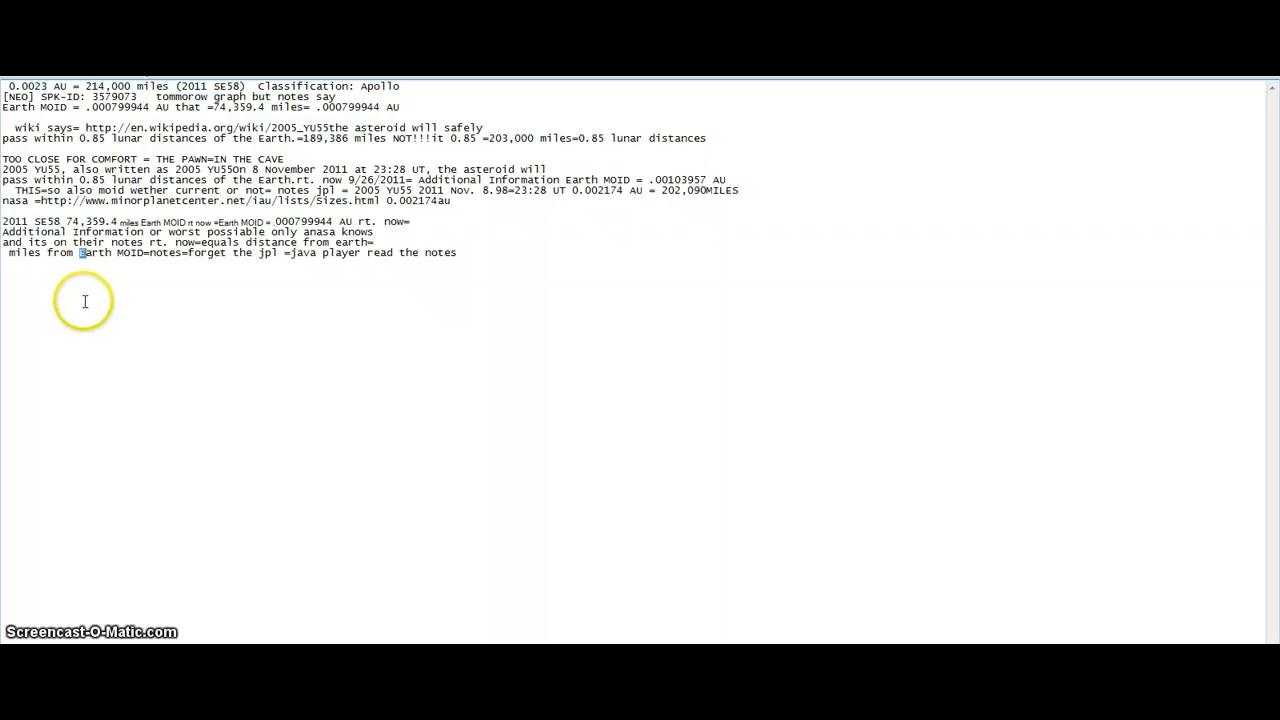 0.0023 AU = 214,000 miles (2011 SE58)  Classification: Apollo
[NEO] SPK-ID: 3579073   tommorow graph but notes say
Earth MOID = .000799944 AU that =74,359.4 miles= .000799944 AU
wiki says= http://en.wikipedia.org/wiki/2005_YU55the asteroid will safely
pass within 0.85 lunar distances of the Earth.=189,386 miles NOT!!!it 0.85 =203,000 miles=0.85 lunar distances
TOO CLOSE FOR COMFORT = THE PAWN=IN THE CAVE
2005 YU55, also written as 2005 YU55On 8 November 2011 at 23:28 UT, the asteroid will
pass within 0.85 lunar distances of the Earth.rt. now 9/26/2011= Additional Information Earth MOID = .00103957 AU
THIS=so also moid wether current or not= notes jpl = 2005 YU55 2011 Nov. 8.98=23:28 UT 0.002174 AU = 202,090MILES
nasa =http://www.minorplanetcenter.net/iau/lists/Sizes.html 0.002174au
2011 SE58 74,359.4 miles Earth MOID rt now =Earth MOID = .000799944 AU rt. now=
Additional Information or worst possiable only anasa knows
and its on their notes rt. now=equals distance from earth=
miles from Earth MOID=notes=forget the jpl =java player read the notes
Screencast-O-Matic.com